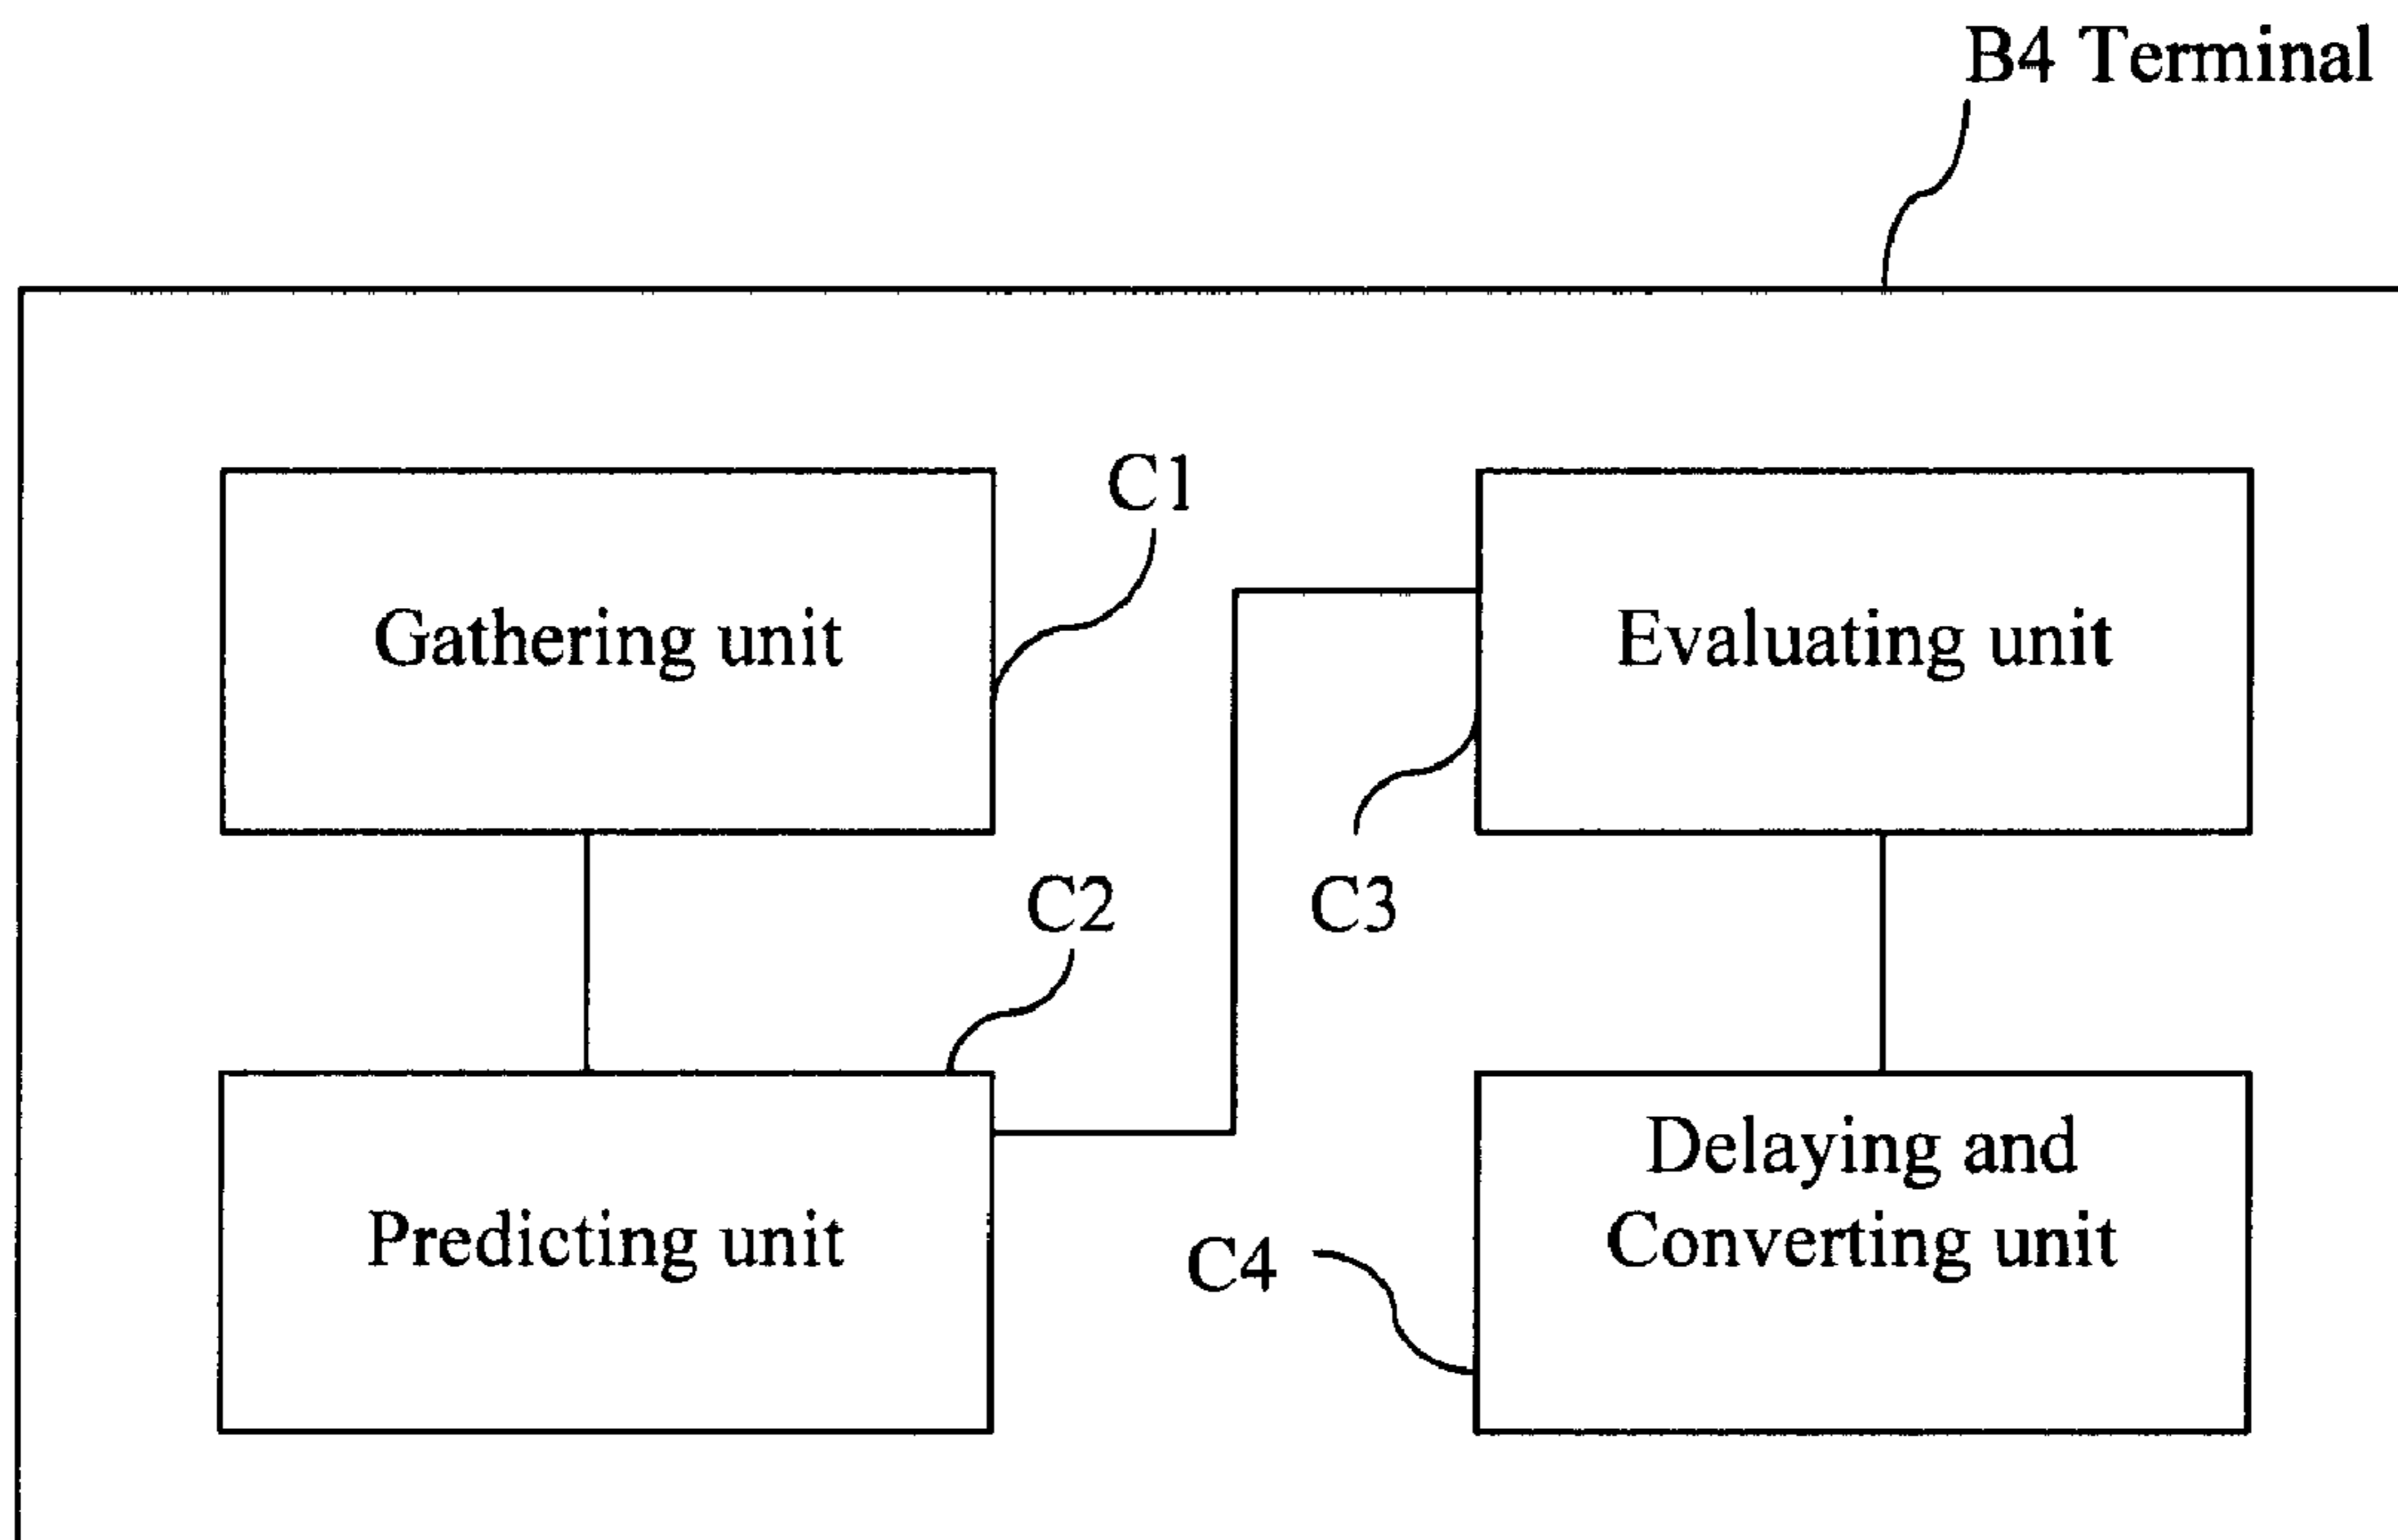 B4 Terminal
C1
Gathering unit
Evaluating unit
C2
C3
Delaying and
Converting unit
Predicting unit
C4